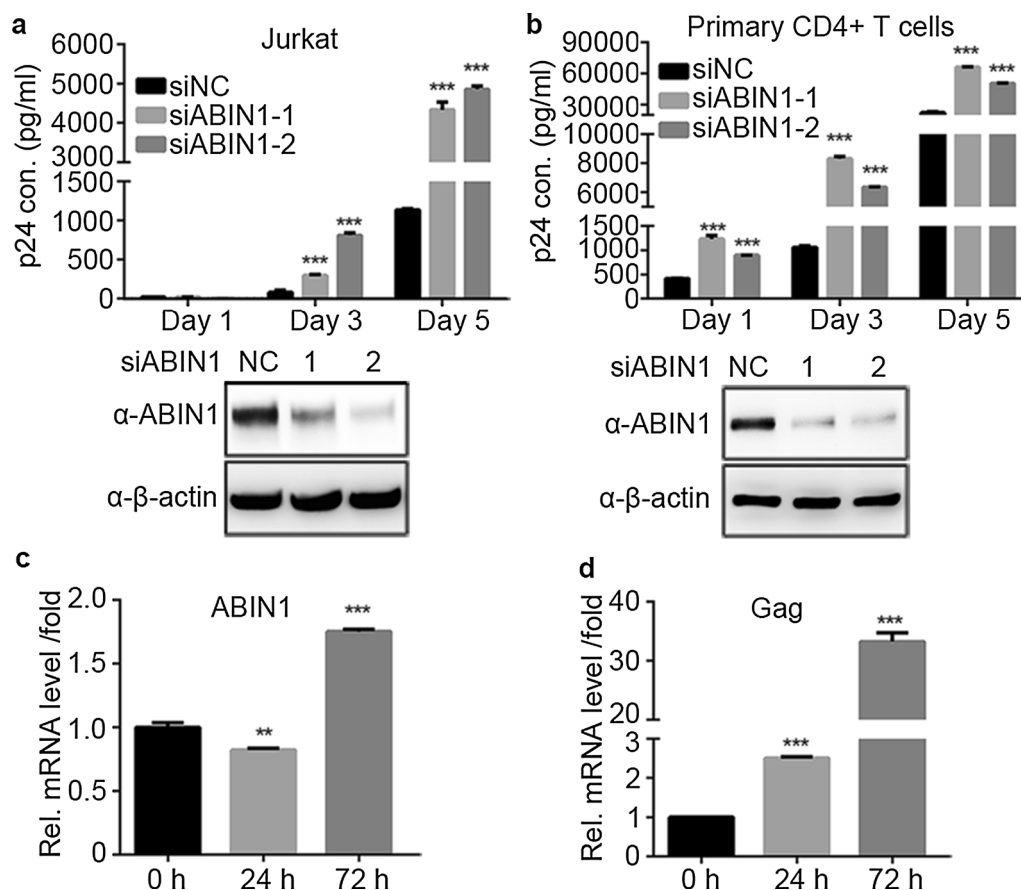 a
Jurkat
p24 con. (pg/ml)
6000
5000
4000
3000
1500
1000
500
0
siNC
siABIN1-1
siABIN1-2
***
***
***
***
Day 1 Day 3 Day 5
siABIN1 NC 1 2
α-ABIN1
α-β-actin
b
Primary CD4+ T cells
p24 con. (pg/ml)
90000
60000
30000
10000
8000
6000
1500
1000
500
0
siNC
siABIN1-1
siABIN1-2
***
***
***
***
***
***
Day 1 Day 3 Day 5
siABIN1 NC 1 2
α-ABIN1
α-β-actin
c
ABIN1
Rel. mRNA level /fold
2.0
1.5
1.0
0.5
0
**
***
0 h 24 h 72 h
d
Gag
Rel. mRNA level /fold
40
30
20
3
2
1
0
***
***
0 h 24 h 72 h